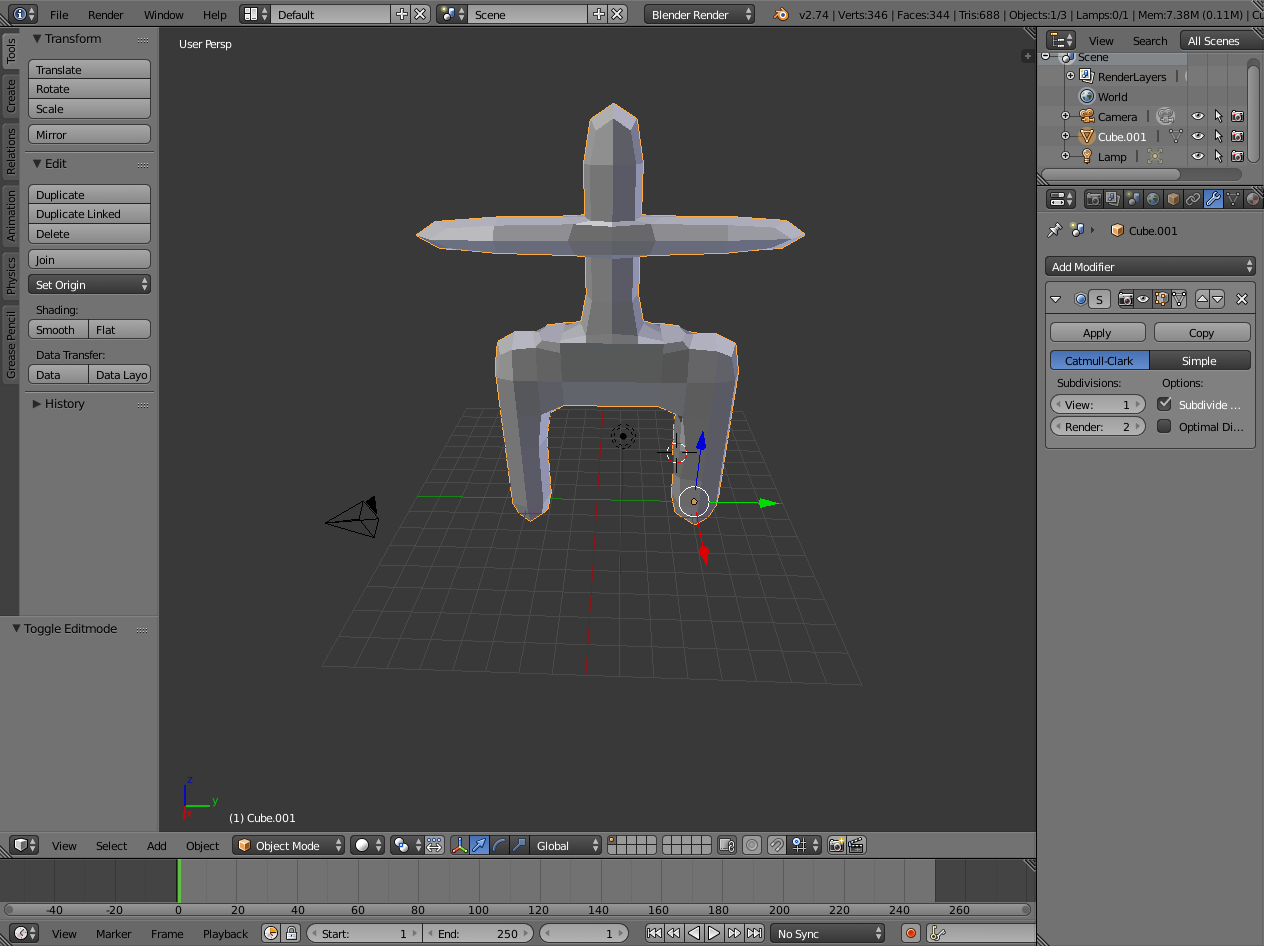 File Render Window Help Default Scene Blender Render v2.74 | Verts:346 | Faces:344 | Tris:688 | Objects:1/3 | Lamps:0/1 | Mem:7.38M (0.11M) | Cu
Tools
Create
Relations
Animation
Physics
Grease Pencil
Transform
Translate
Rotate
Scale
Mirror
Edit
Duplicate
Duplicate Linked
Delete
Join
Set Origin
Shading:
Smooth Flat
Data Transfer:
Data Data Layo
History
Toggle Editmode
User Persp
z
y
x
(1) Cube.001
View Search All Scenes
Scene
RenderLayers
World
Camera
Cube.001
Lamp
Cube.001
Add Modifier
S
Apply Copy
Catmull-Clark Simple
Subdivisions: Options:
View: 1 Subdivide ...
Render: 2 Optimal Di...
View Select Add Object Object Mode Global
-40 -20 0 20 40 60 80 100 120 140 160 180 200 220 240 260
View Marker Frame Playback Start: 1 End: 250 1 No Sync